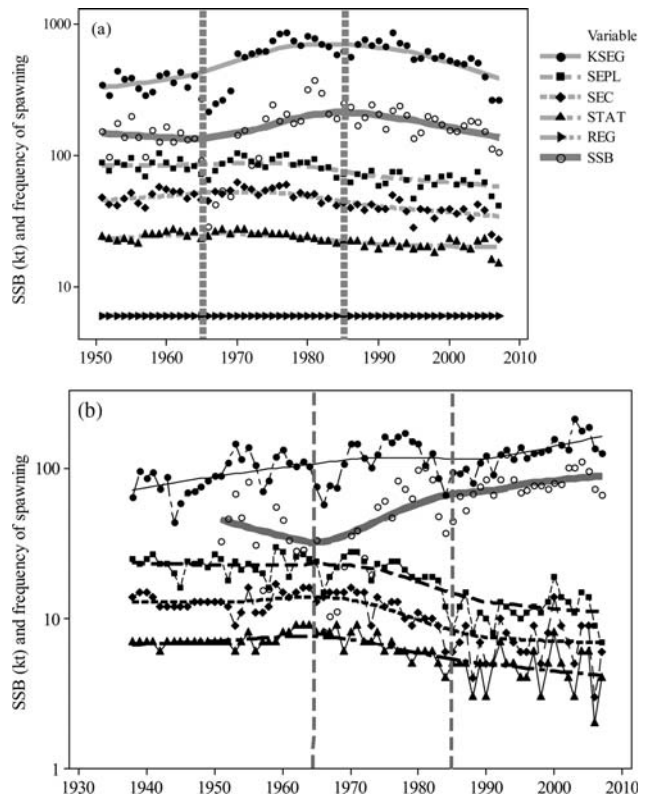 (a)
SSB (kt) and frequency of spawning
1000
100
10
1950 1960 1970 1980 1990 2000 2010
Variable
KSEG
SEPL
SEC
STAT
REG
SSB
(b)
SSB (kt) and frequency of spawning
100
10
1
1930 1940 1950 1960 1970 1980 1990 2000 2010